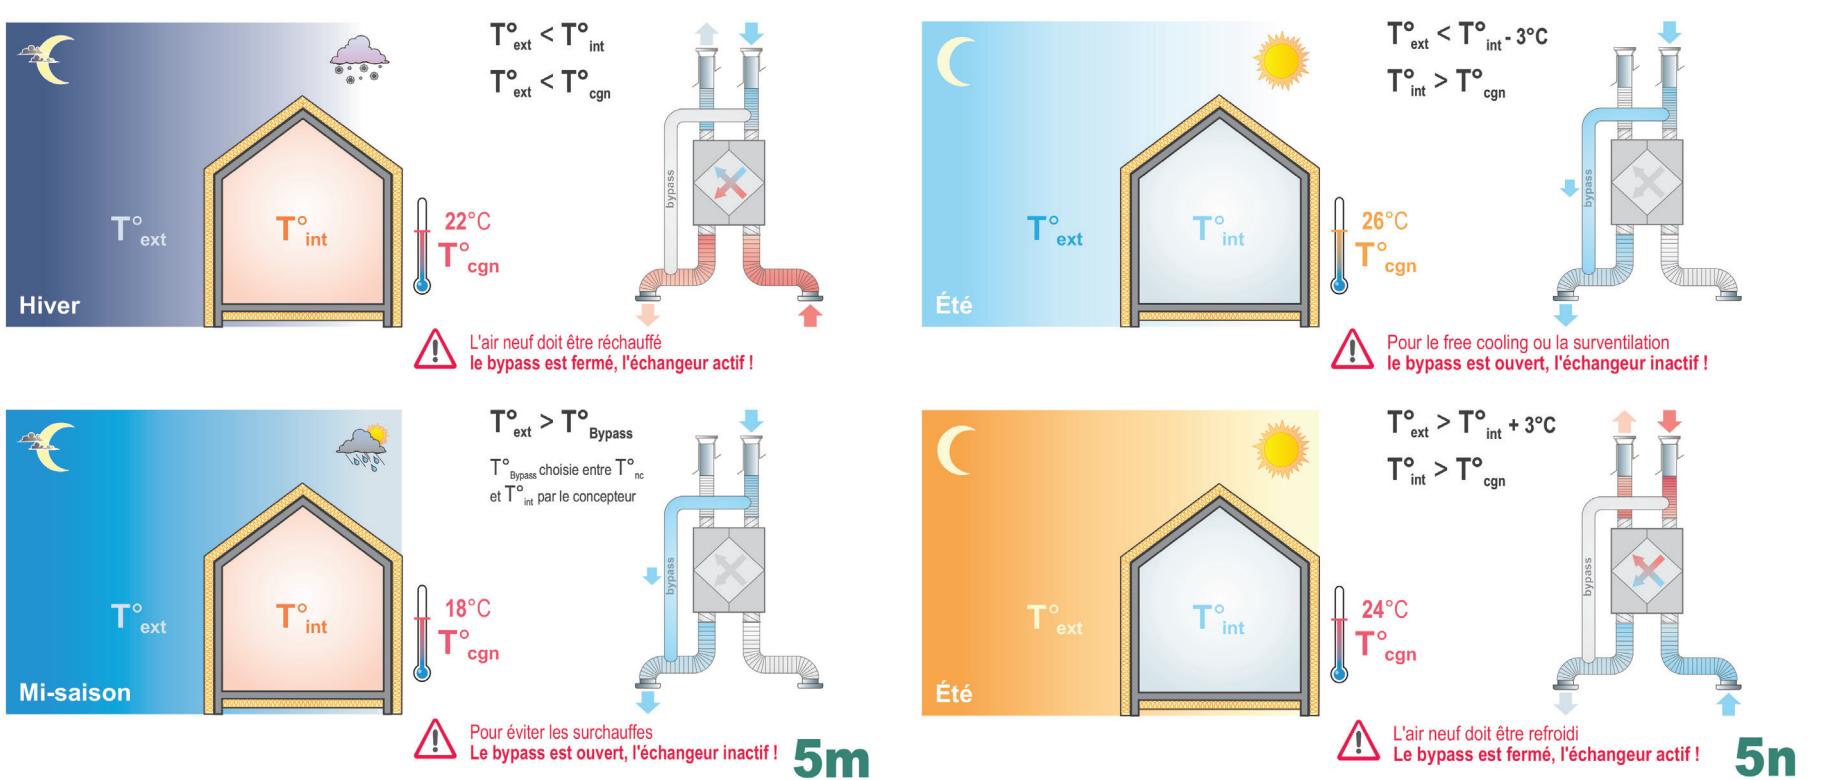 T°ext < T°int
T°ext < T°cgn
bypass
T°ext
T°int
22°C
T°cgn
Hiver
L'air neuf doit être réchauffé
le bypass est fermé, l'échangeur actif !
T°ext < T°int - 3°C
T°int > T°cgn
bypass
T°ext
T°int
26°C
T°cgn
Été
Pour le free cooling ou la surventilation
le bypass est ouvert, l'échangeur inactif !
T°ext > T°Bypass
T°Bypass choisie entre T°nc
et T°int par le concepteur
bypass
T°ext
T°int
18°C
T°cgn
Mi-saison
Pour éviter les surchauffes
Le bypass est ouvert, l'échangeur inactif !
5m
T°ext > T°int + 3°C
T°int > T°cgn
bypass
T°ext
T°int
24°C
T°cgn
Été
L'air neuf doit être refroidi
Le bypass est fermé, l'échangeur actif !
5n